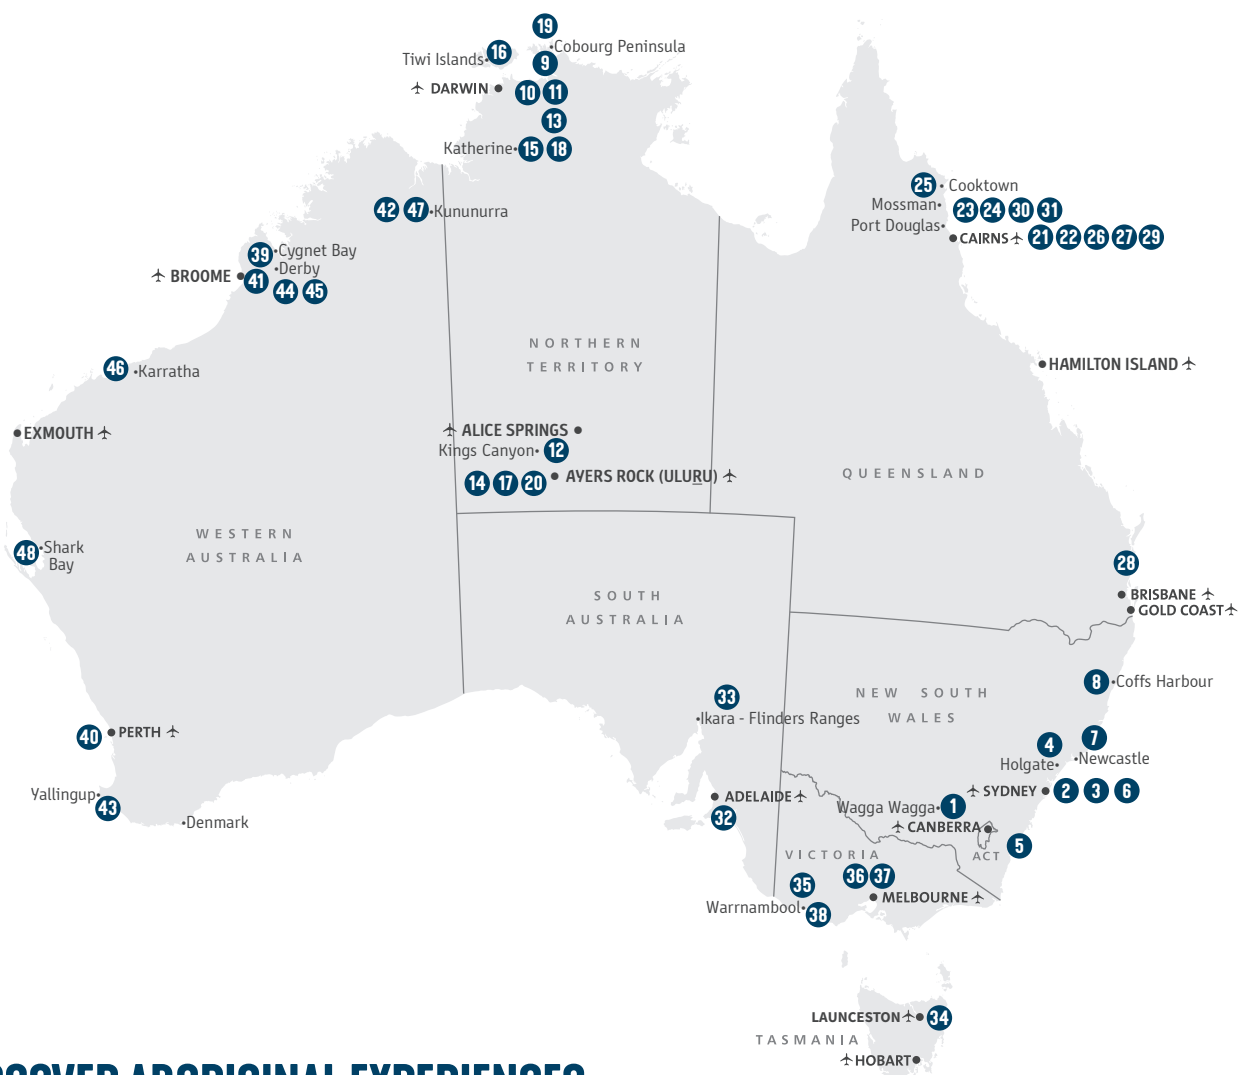 19
Cobourg Peninsula
Tiwi Islands 16
9
DARWIN 10 11
13
Katherine 15 18
25 Cooktown
Mossman 23 24 30 31
Port Douglas
CAIRNS 21 22 26 27 29
42 47 Kununurra
39 Cygnet Bay
Derby
BROOME 41
44 45
NORTHERN
TERRITORY
46 Karratha
HAMILTON ISLAND
EXMOUTH
ALICE SPRINGS
Kings Canyon 12
14 17 20 AYERS ROCK (ULURU)
QUEENSLAND
WESTERN
AUSTRALIA
48 Shark
Bay
28
BRISBANE
GOLD COAST
SOUTH
AUSTRALIA
8 Coffs Harbour
33
Ikara - Flinders Ranges
NEW SOUTH
WALES
40 PERTH
4 7
Holgate Newcastle
SYDNEY 2 3 6
Yallingup
43
Denmark
ADELAIDE
32
Wagga Wagga 1
CANBERRA
ACT 5
VICTORIA
35 36 37
MELBOURNE
Warrnambool 38
LAUNCESTON 34
TASMANIA
HOBART
ABORIGINAL EXPERIENCES